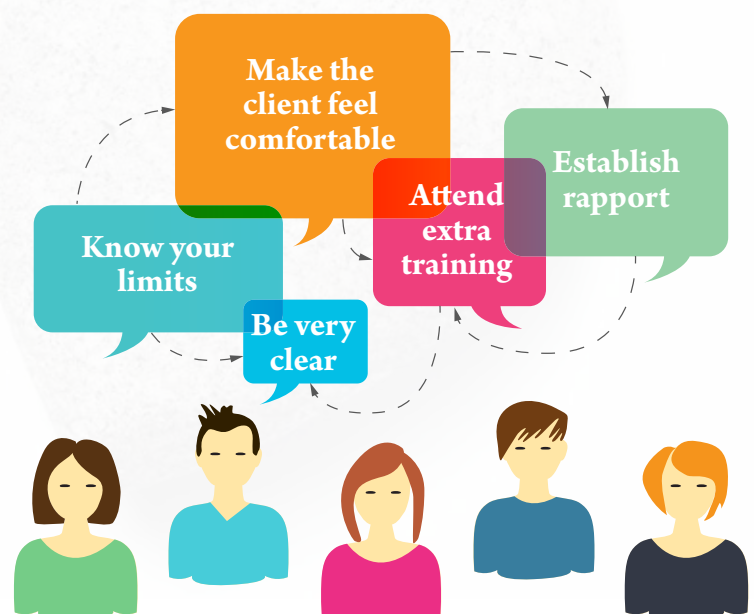 Make the
client feel
comfortable
Establish
rapport
Attend
extra
training
Know your
limits
Be very
clear